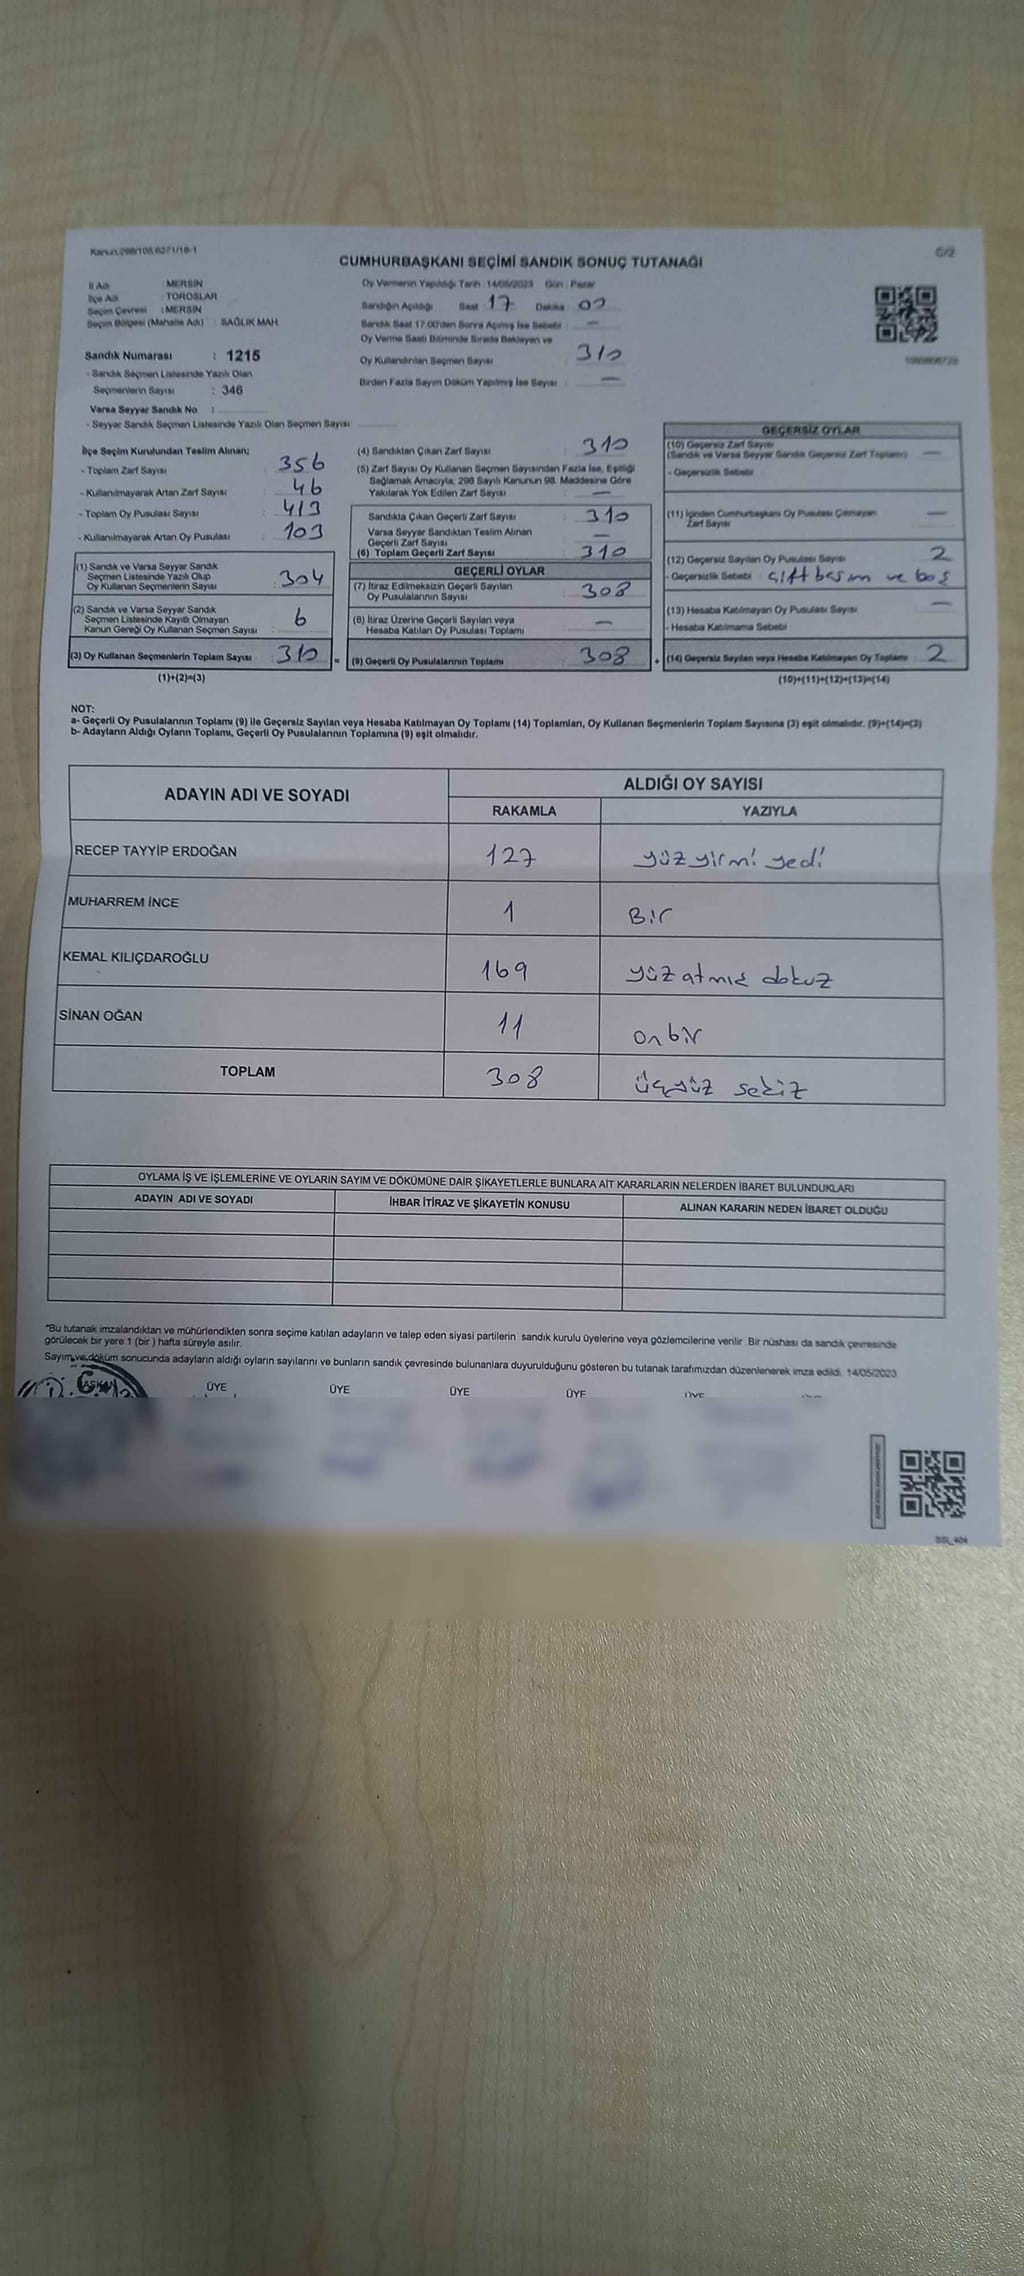 Kanun:298/105,6271/16-1
CUMHURBAŞKANI SEÇİMİ SANDIK SONUÇ TUTANAĞI
İl Adı : MERSİN
İlçe Adı : TOROSLAR
Seçim Çevresi : MERSİN
Seçim Bölgesi (Mahalle Adı) : SAĞLIK MAH.
Sandık Numarası : 1215
- Sandık Seçmen Listesinde Yazılı Olan
Seçmenlerin Sayısı : 346
Varsa Seyyar Sandık No :
- Seyyar Sandık Seçmen Listesinde Yazılı Olan Seçmen Sayısı
Oy Vermenin Yapıldığı Tarih : 14/05/2023 Gün : Pazar
Sandığın Açıldığı Saat : 17 Dakika : 00
Sandık Saat 17:00'den Sonra Açılmış İse Sebebi : —
Oy Verme Saati Bitiminde Sırada Bekleyen ve
Oy Kullandırılan Seçmen Sayısı : 310
Birden Fazla Sayım Döküm Yapılmış İse Sayısı : —
İlçe Seçim Kurulundan Teslim Alınan;
- Toplam Zarf Sayısı : 356
- Kullanılmayarak Artan Zarf Sayısı : 46
- Toplam Oy Pusulası Sayısı : 413
- Kullanılmayarak Artan Oy Pusulası : 103
(1) Sandık ve Varsa Seyyar Sandık
Seçmen Listesinde Yazılı Olup
Oy Kullanan Seçmenlerin Sayısı : 304
(2) Sandık ve Varsa Seyyar Sandık
Seçmen Listesinde Kayıtlı Olmayan
Kanun Gereği Oy Kullanan Seçmen Sayısı : 6
(3) Oy Kullanan Seçmenlerin Toplam Sayısı : 310
(1)+(2)=(3)
(4) Sandıktan Çıkan Zarf Sayısı : 310
(5) Zarf Sayısı Oy Kullanan Seçmen Sayısından Fazla İse, Eşitliği
Sağlamak Amacıyla, 298 Sayılı Kanunun 98. Maddesine Göre
Yakılarak Yok Edilen Zarf Sayısı : —
Sandıkta Çıkan Geçerli Zarf Sayısı : 310
Varsa Seyyar Sandıktan Teslim Alınan
Geçerli Zarf Sayısı : —
(6) Toplam Geçerli Zarf Sayısı : 310
GEÇERLİ OYLAR
(7) İtiraz Edilmeksizin Geçerli Sayılan
Oy Pusulalarının Sayısı : 308
(8) İtiraz Üzerine Geçerli Sayılan veya
Hesaba Katılan Oy Pusulası Toplamı : —
= (9) Geçerli Oy Pusulalarının Toplamı : 308
GEÇERSİZ OYLAR
(10) Geçersiz Zarf Sayısı
(Sandık ve Varsa Seyyar Sandık Geçersiz Zarf Toplamı) : —
- Geçersizlik Sebebi :
(11) İçinden Cumhurbaşkanı Oy Pusulası Çıkmayan
Zarf Sayısı : —
(12) Geçersiz Sayılan Oy Pusulası Sayısı : 2
- Geçersizlik Sebebi : çift basım ve boş
(13) Hesaba Katılmayan Oy Pusulası Sayısı : —
- Hesaba Katılmama Sebebi :
+ (14) Geçersiz Sayılan veya Hesaba Katılmayan Oy Toplamı : 2
(10)+(11)+(12)+(13)=(14)
NOT:
a- Geçerli Oy Pusulalarının Toplamı (9) ile Geçersiz Sayılan veya Hesaba Katılmayan Oy Toplamı (14) Toplamları, Oy Kullanan Seçmenlerin Toplam Sayısına (3) eşit olmalıdır. (9)+(14)=(3)
b- Adayların Aldığı Oyların Toplamı, Geçerli Oy Pusulalarının Toplamına (9) eşit olmalıdır.
ADAYIN ADI VE SOYADI ALDIĞI OY SAYISI
RAKAMLA YAZIYLA
RECEP TAYYİP ERDOĞAN 127 yüzyirmi yedi
MUHARREM İNCE 1 Bir
KEMAL KILIÇDAROĞLU 169 yüzatmış dokuz
SİNAN OĞAN 11 onbir
TOPLAM 308 üçyüz sekiz
OYLAMA İŞ VE İŞLEMLERİNE VE OYLARIN SAYIM VE DÖKÜMÜNE DAİR ŞİKAYETLERLE BUNLARA AİT KARARLARIN NELERDEN İBARET BULUNDUKLARI
ADAYIN ADI VE SOYADI İHBAR İTİRAZ VE ŞİKAYETİN KONUSU ALINAN KARARIN NEDEN İBARET OLDUĞU
*Bu tutanak imzalandıktan ve mühürlendikten sonra seçime katılan adayların ve talep eden siyasi partilerin sandık kurulu üyelerine veya gözlemcilerine verilir. Bir nüshası da sandık çevresinde
görülecek bir yere 1 (bir ) hafta süreyle asılır.
Sayım ve döküm sonucunda adayların aldığı oyların sayılarını ve bunların sandık çevresinde bulunanlara duyurulduğunu gösteren bu tutanak tarafımızdan düzenlenerek imza edildi. 14/05/2023
BAŞKAN ÜYE ÜYE ÜYE ÜYE ÜYE